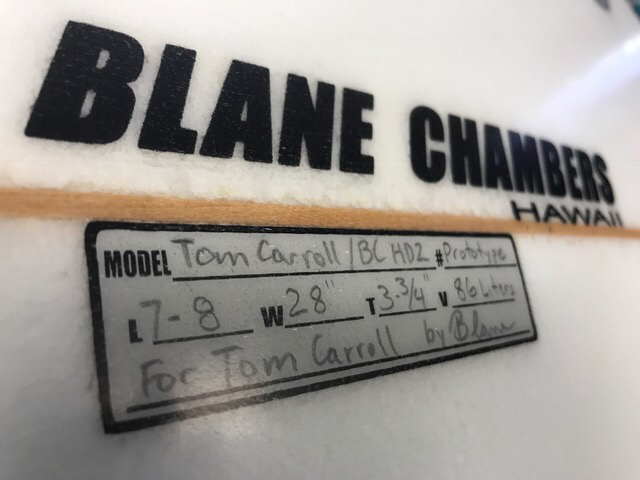 BLANE CHAMBERS
HAWAII
MODEL Tom Carroll/BC HD2 # Prototype
L 7-8 W 28" T 3.3/4" V 86 Liters
For Tom Carroll by Blane